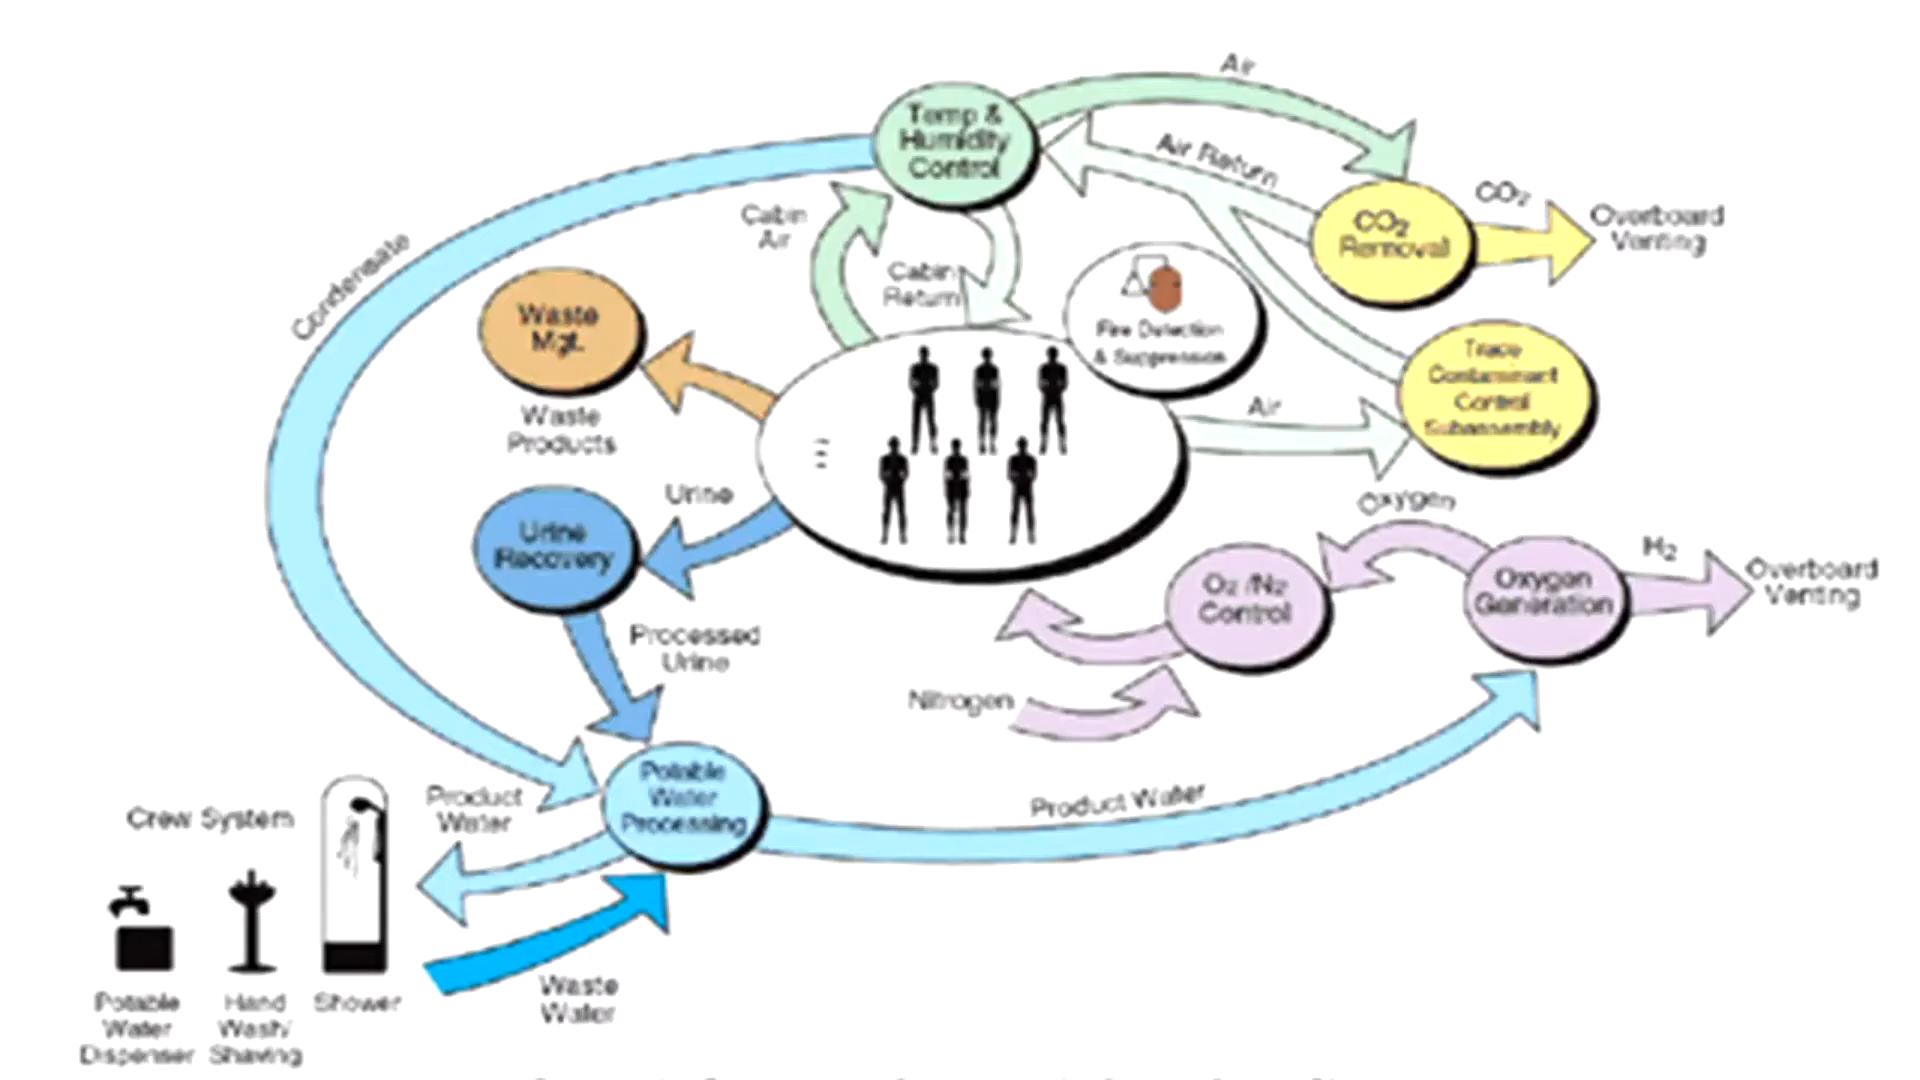 Air
Temp &
Humidity
Control
Air Return
CO2
Overboard
Venting
CO2
Removal
Cabin
Air
Cabin
Return
Condensate
Waste
Mgt.
Fire Detection
& Suppression
Trace
Contaminant
Control
Subassembly
Air
Waste
Products
Urine
Oxygen
Urine
Recovery
O2 /N2
Control
Oxygen
Generation
H2
Overboard
Venting
Processed
Urine
Nitrogen
Potable
Water
Processing
Product
Water
Product Water
Crew System
Waste
Water
Potable
Water
Dispenser
Hand
Wash/
Shaving
Shower